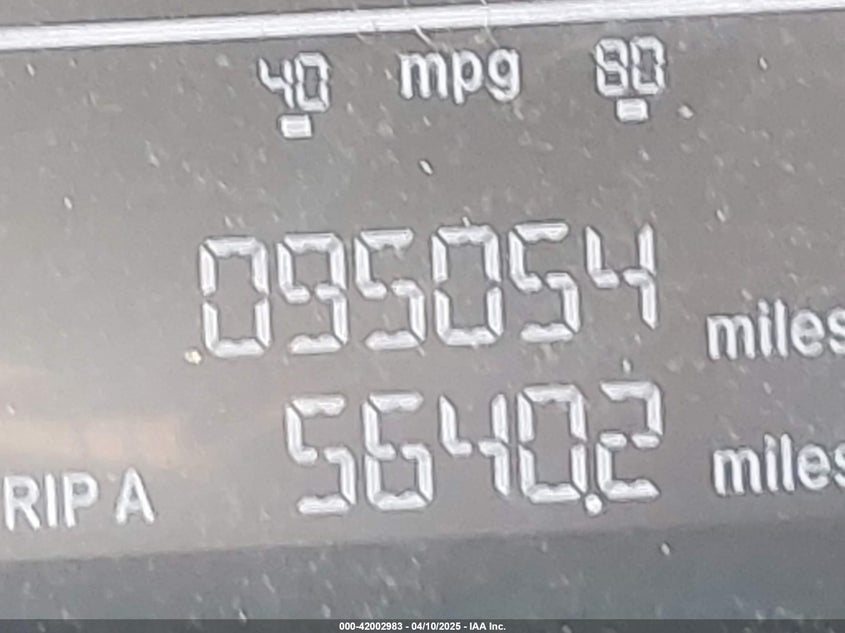 40 mpg 80
095054 miles
5640.2
RIP A miles
000-42002983 - 04/10/2025 - IAA Inc.